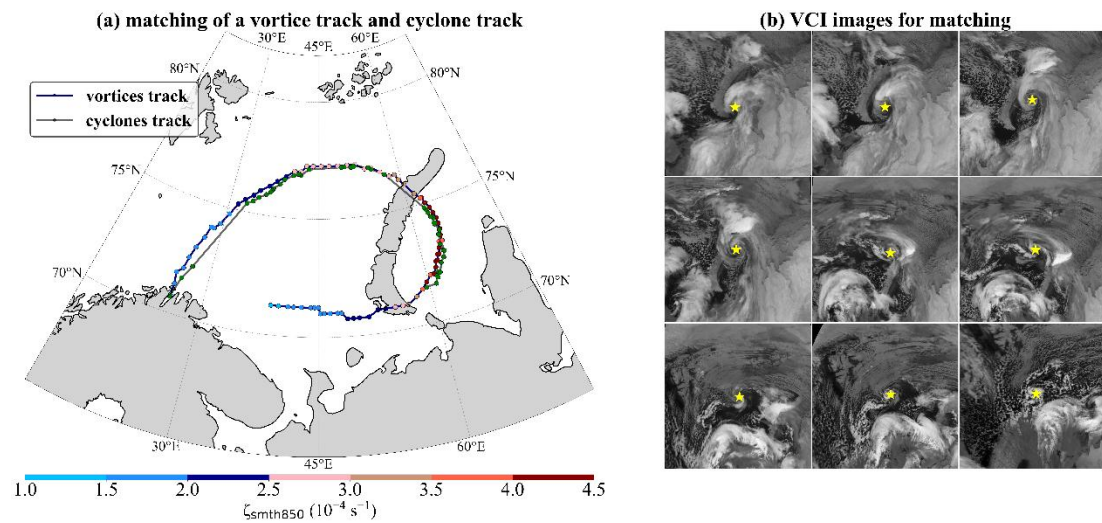 (a) matching of a vortice track and cyclone track
30°E
45°E
60°E
80°N
80°N
vortices track
cyclones track
75°N
75°N
70°N
70°N
30°E
45°E
60°E
1.0 1.5 2.0 2.5 3.0 3.5 4.0 4.5
ζsmth850 (10⁻⁴ s⁻¹)
(b) VCI images for matching